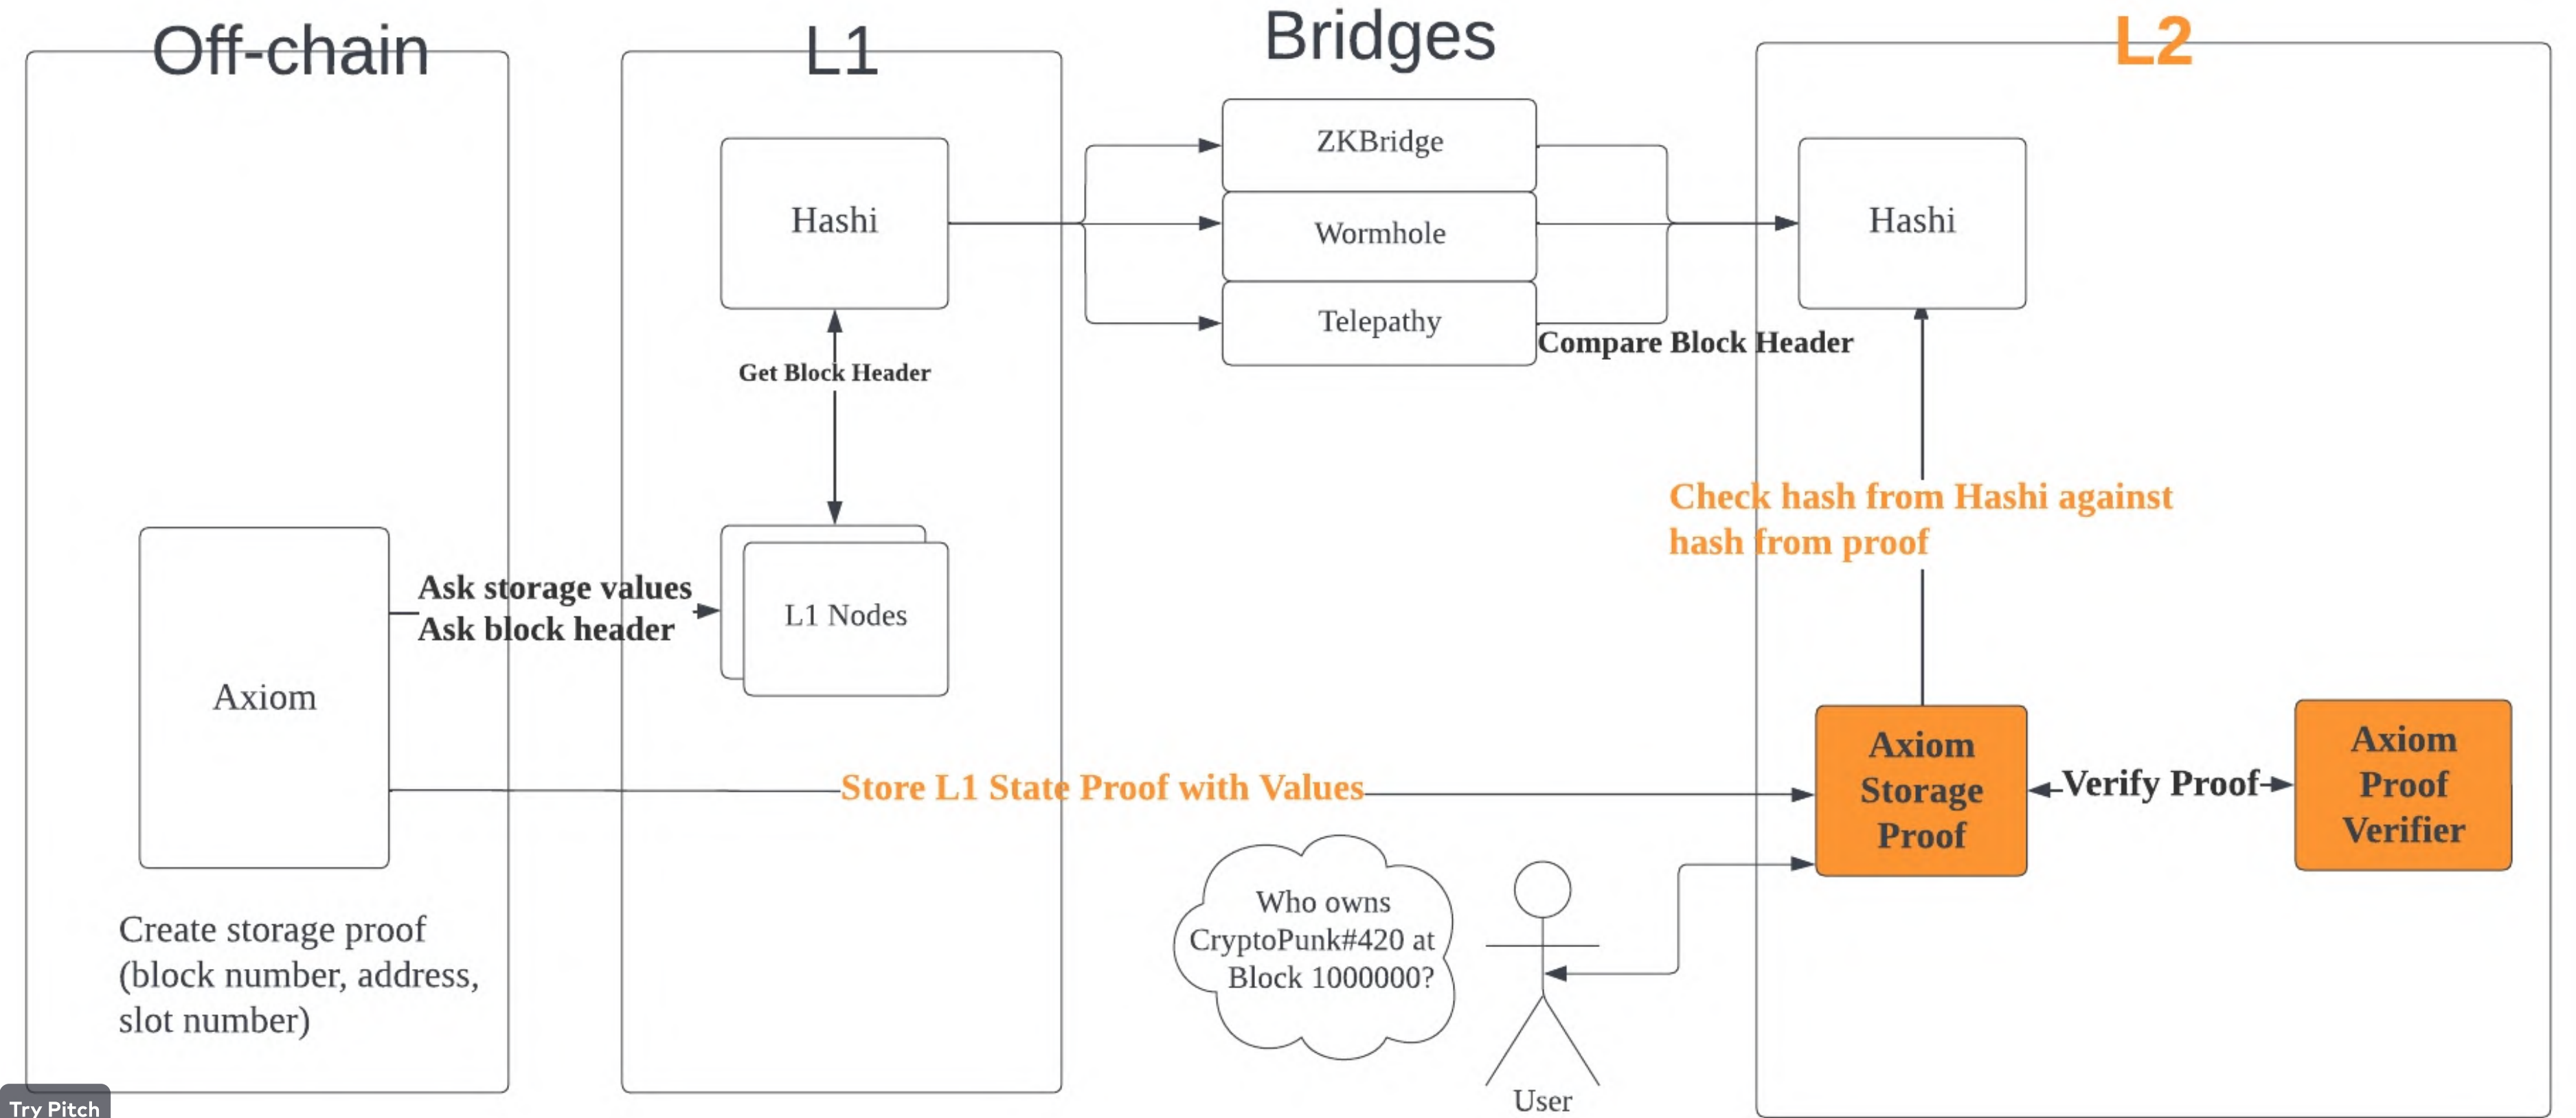 Off-chain
L1
Bridges
L2
Hashi
ZKBridge
Wormhole
Telepathy
Hashi
Get Block Header
Compare Block Header
Ask storage values
Ask block header
L1 Nodes
Check hash from Hashi against
hash from proof
Axiom
Store L1 State Proof with Values
Axiom
Storage
Proof
Verify Proof
Axiom
Proof
Verifier
Create storage proof
(block number, address,
slot number)
Who owns
CryptoPunk#420 at
Block 1000000?
User
Try Pitch